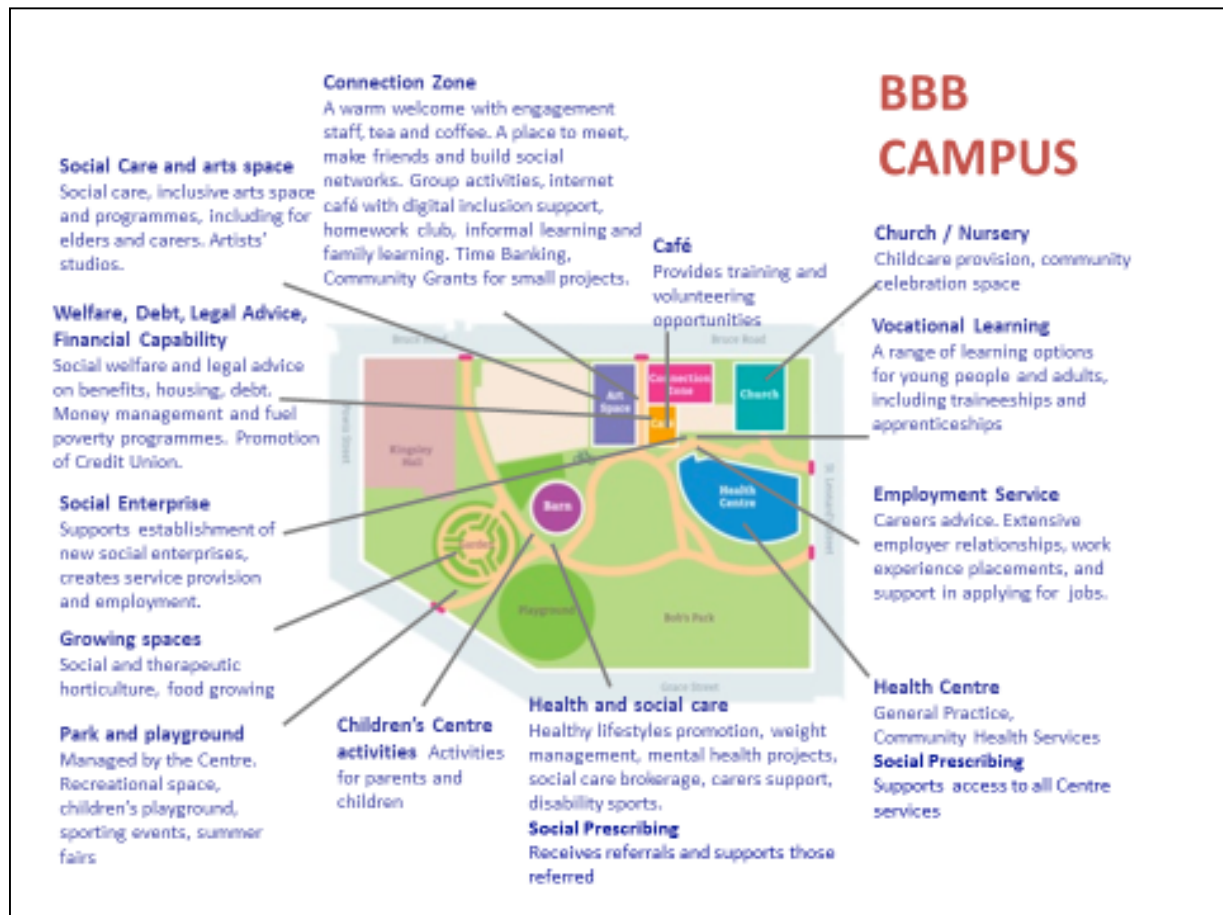 BBB
CAMPUS
Connection Zone
A warm welcome with engagement
staff, tea and coffee. A place to meet,
make friends and build social
networks. Group activities, internet
café with digital inclusion support,
homework club, informal learning and
family learning. Time Banking,
Community Grants for small projects.
Social Care and arts space
Social care, inclusive arts space
and programmes, including for
elders and carers. Artists'
studios.
Café
Provides training and
volunteering
opportunities
Church / Nursery
Childcare provision, community
celebration space
Welfare, Debt, Legal Advice,
Financial Capability
Social welfare and legal advice
on benefits, housing, debt.
Money management and fuel
poverty programmes. Promotion
of Credit Union.
Vocational Learning
A range of learning options
for young people and adults,
including traineeships and
apprenticeships
Bruce Road
Bruce Road
Powis Street
Kingsley
Hall
Art
Space
Connection
Zone
Café
Church
Health
Centre
Barn
Garden
Playground
Bob's Park
St Leonard's Street
Grace Street
Social Enterprise
Supports establishment of
new social enterprises,
creates service provision
and employment.
Employment Service
Careers advice. Extensive
employer relationships, work
experience placements, and
support in applying for jobs.
Growing spaces
Social and therapeutic
horticulture, food growing
Park and playground
Managed by the Centre.
Recreational space,
children's playground,
sporting events, summer
fairs
Children's Centre
activities Activities
for parents and
children
Health and social care
Healthy lifestyles promotion, weight
management, mental health projects,
social care brokerage, carers support,
disability sports.
Social Prescribing
Receives referrals and supports those
referred
Health Centre
General Practice,
Community Health Services
Social Prescribing
Supports access to all Centre
services